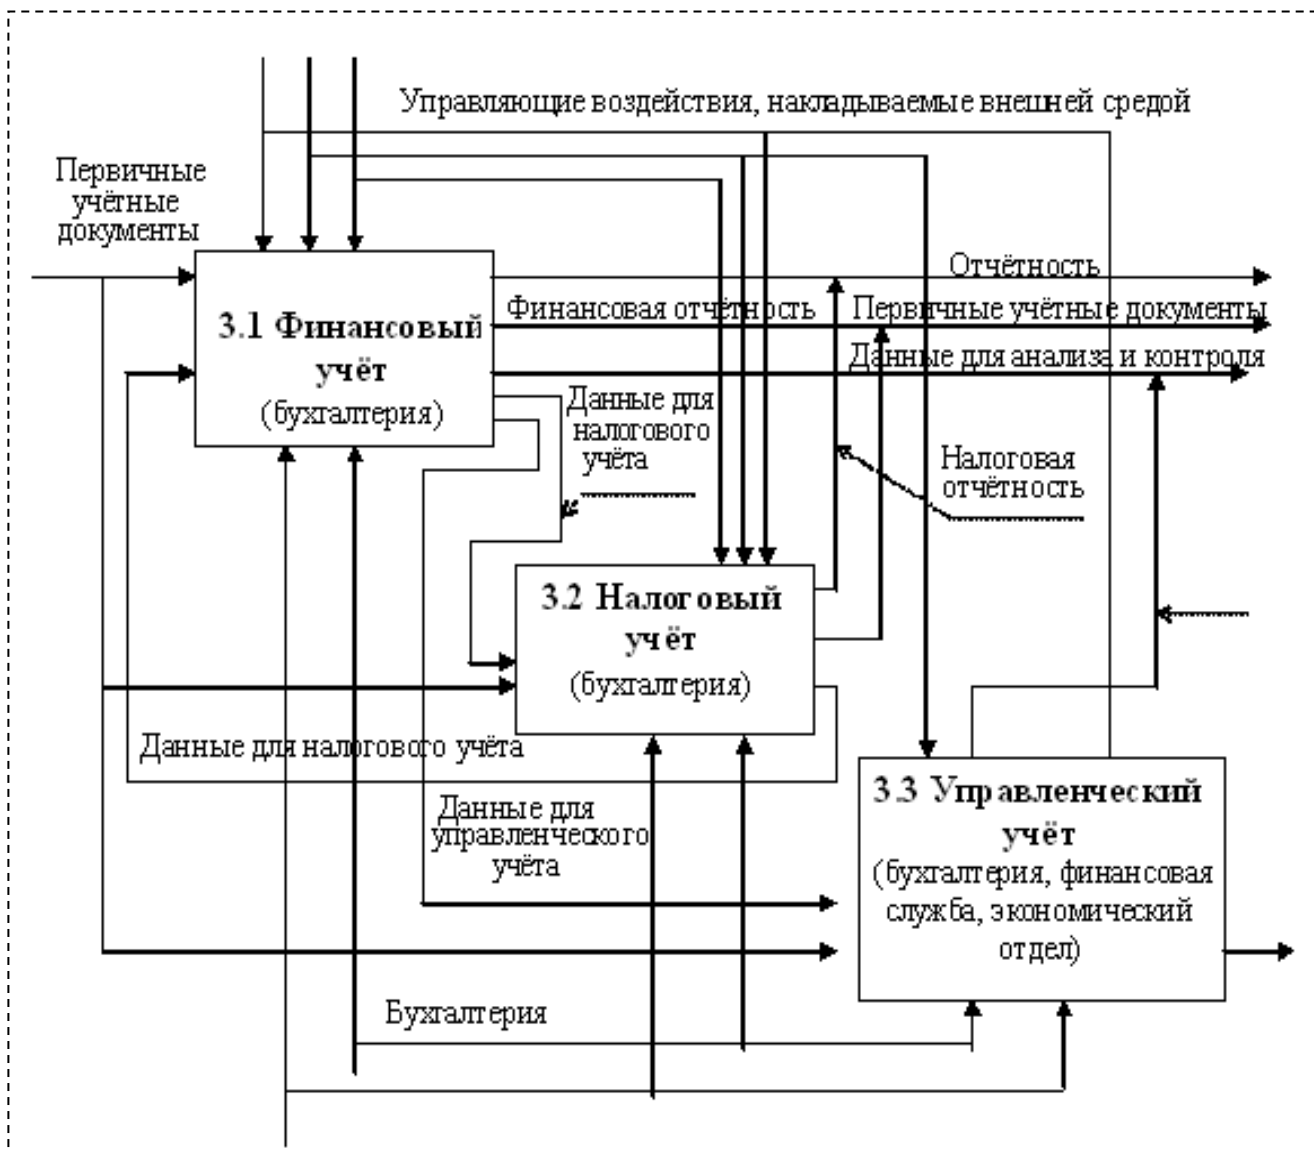 Управляющие воздействия, накладываемые внешней средой
Первичные
учётные
документы
Отчётность
Финансовая отчётность
Первичные учётные документы
Данные для анализа и контроля
3.1 Финансовый
учёт
(бухгалтерия)
Данные для
налогового
учёта
Налоговая
отчётность
3.2 Налоговый
учёт
(бухгалтерия)
Данные для налогового учёта
Данные для
управленческого
учёта
3.3 Управленческий
учёт
(бухгалтерия, финансовая
служба, экономический
отдел)
Бухгалтерия